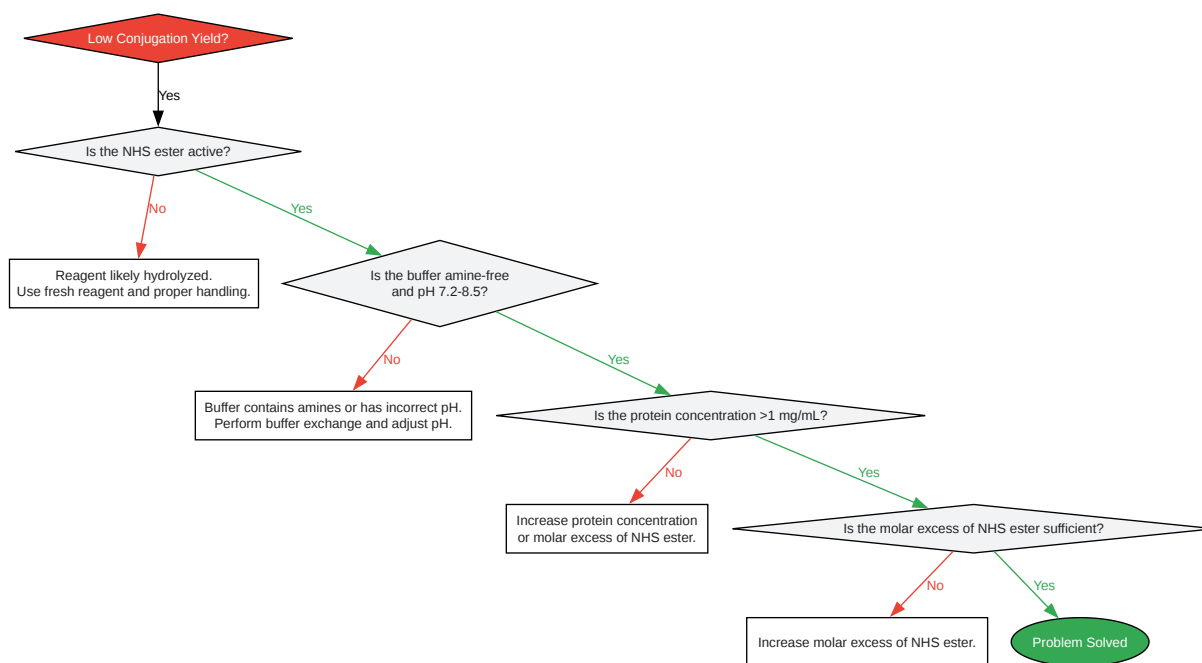 Low Conjugation Yield?
Yes
Is the NHS ester active?
No
Yes
Reagent likely hydrolyzed.
Use fresh reagent and proper handling.
Is the buffer amine-free
and pH 7.2-8.5?
No
Yes
Buffer contains amines or has incorrect pH.
Perform buffer exchange and adjust pH.
Is the protein concentration >1 mg/mL?
No
Yes
Increase protein concentration
or molar excess of NHS ester.
Is the molar excess of NHS ester sufficient?
No
Yes
Increase molar excess of NHS ester.
Problem Solved